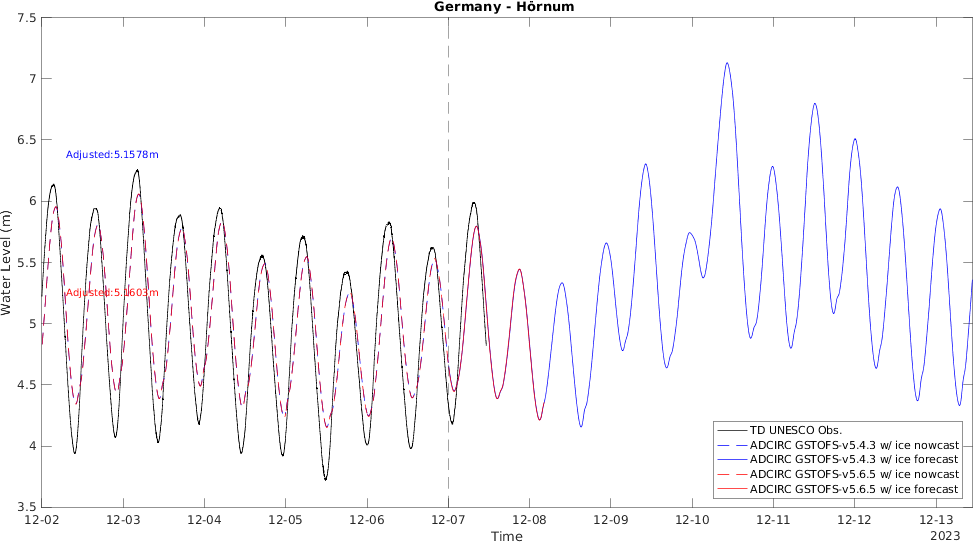 Germany - Hörnum
7.5
7
6.5
6
5.5
5
4.5
4
3.5
Water Level (m)
Adjusted:5.1578m
Adjusted:5.1603m
TD UNESCO Obs.
ADCIRC GSTOFS-v5.4.3 w/ ice nowcast
ADCIRC GSTOFS-v5.4.3 w/ ice forecast
ADCIRC GSTOFS-v5.6.5 w/ ice nowcast
ADCIRC GSTOFS-v5.6.5 w/ ice forecast
12-02 12-03 12-04 12-05 12-06 12-07 12-08 12-09 12-10 12-11 12-12 12-13
Time
2023